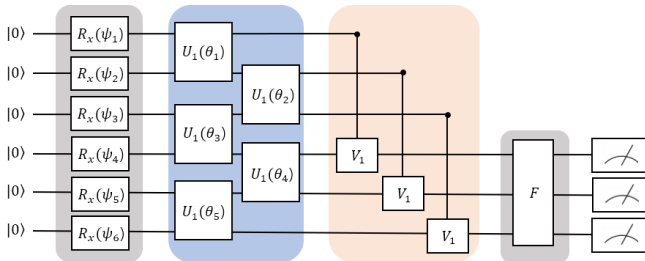 |0⟩ R_x(ψ_1)
U_1(θ_1)
|0⟩ R_x(ψ_2)
U_1(θ_2)
|0⟩ R_x(ψ_3)
U_1(θ_3)
|0⟩ R_x(ψ_4) V_1
U_1(θ_4)
|0⟩ R_x(ψ_5) V_1 F
U_1(θ_5)
|0⟩ R_x(ψ_6) V_1